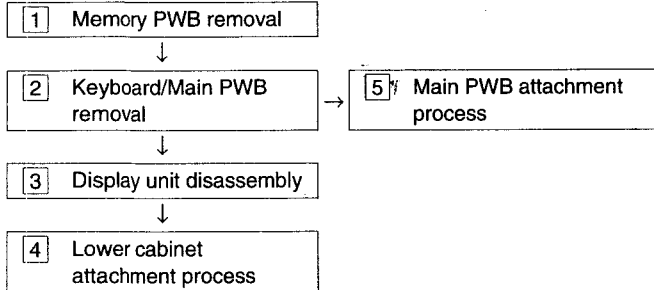 1 Memory PWB removal
↓
2 Keyboard/Main PWB
removal
→
5 Main PWB attachment
process
↓
3 Display unit disassembly
↓
4 Lower cabinet
attachment process